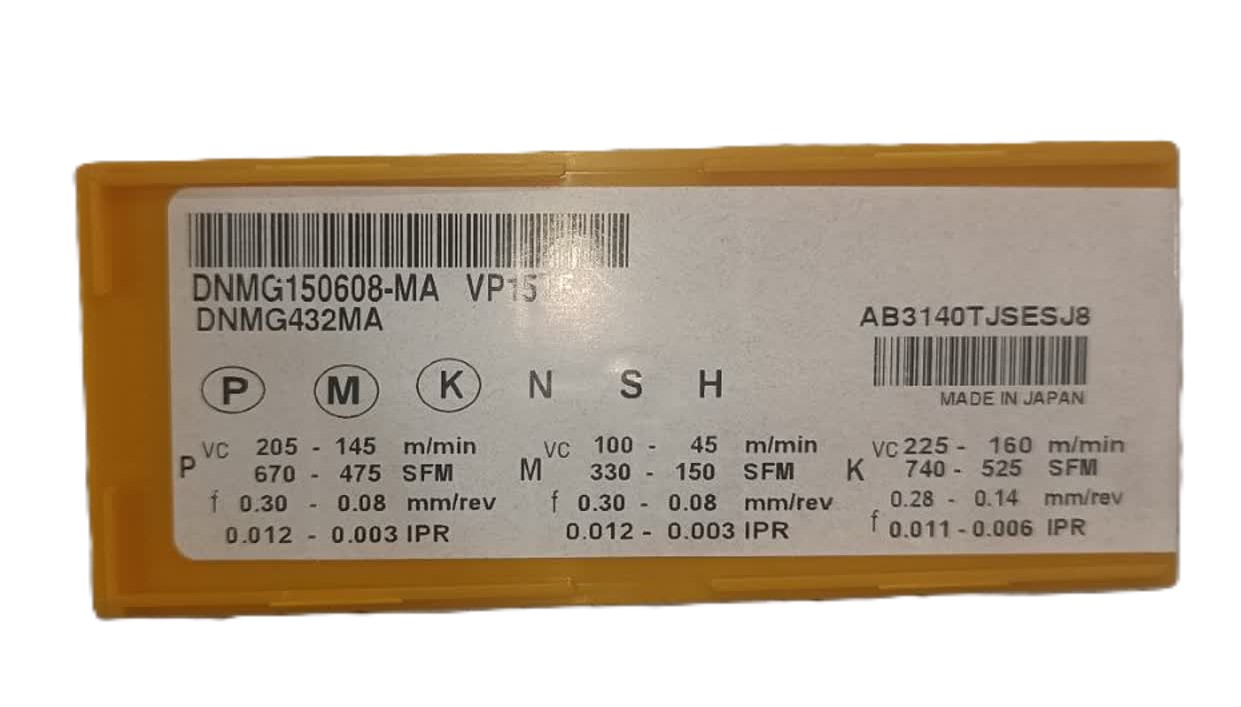 DNMG150608-MA VP15
DNMG432MA
AB3140TJSESJ8
MADE IN JAPAN
P M K N S H
P VC 205 - 145 m/min
670 - 475 SFM
f 0.30 - 0.08 mm/rev
0.012 - 0.003 IPR
M VC 100 - 45 m/min
330 - 150 SFM
f 0.30 - 0.08 mm/rev
0.012 - 0.003 IPR
K VC 225 - 160 m/min
740 - 525 SFM
f 0.28 - 0.14 mm/rev
0.011 - 0.006 IPR